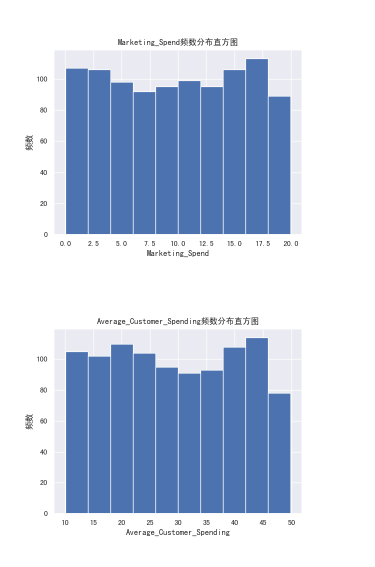 Marketing_Spend频数分布直方图
频数
100
80
60
40
20
0
0.0 2.5 5.0 7.5 10.0 12.5 15.0 17.5 20.0
Marketing_Spend
Average_Customer_Spending频数分布直方图
频数
100
80
60
40
20
0
10 15 20 25 30 35 40 45 50
Average_Customer_Spending